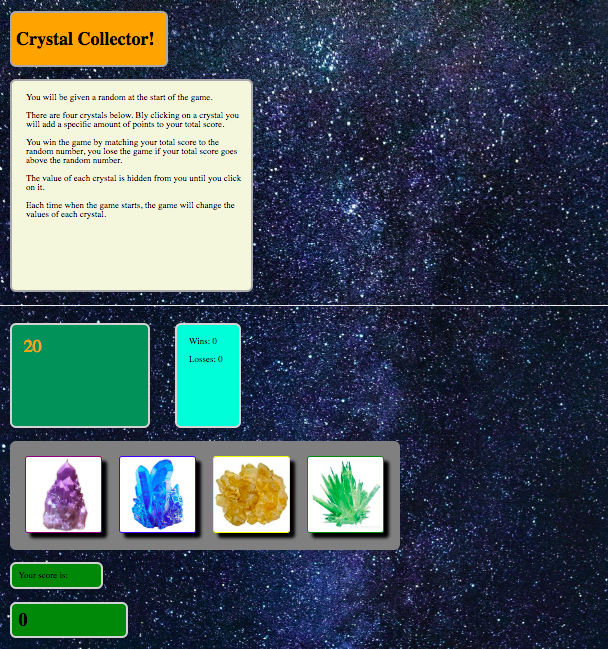 Crystal Collector!
You will be given a random at the start of the game.
There are four crystals below. Bly clicking on a crystal you
will add a specific amount of points to your total score.
You win the game by matching your total score to the
random number, you lose the game if your total score goes
above the random number.
The value of each crystal is hidden from you until you click
on it.
Each time when the game starts, the game will change the
values of each crystal.
20
Wins: 0
Losses: 0
Your score is:
0